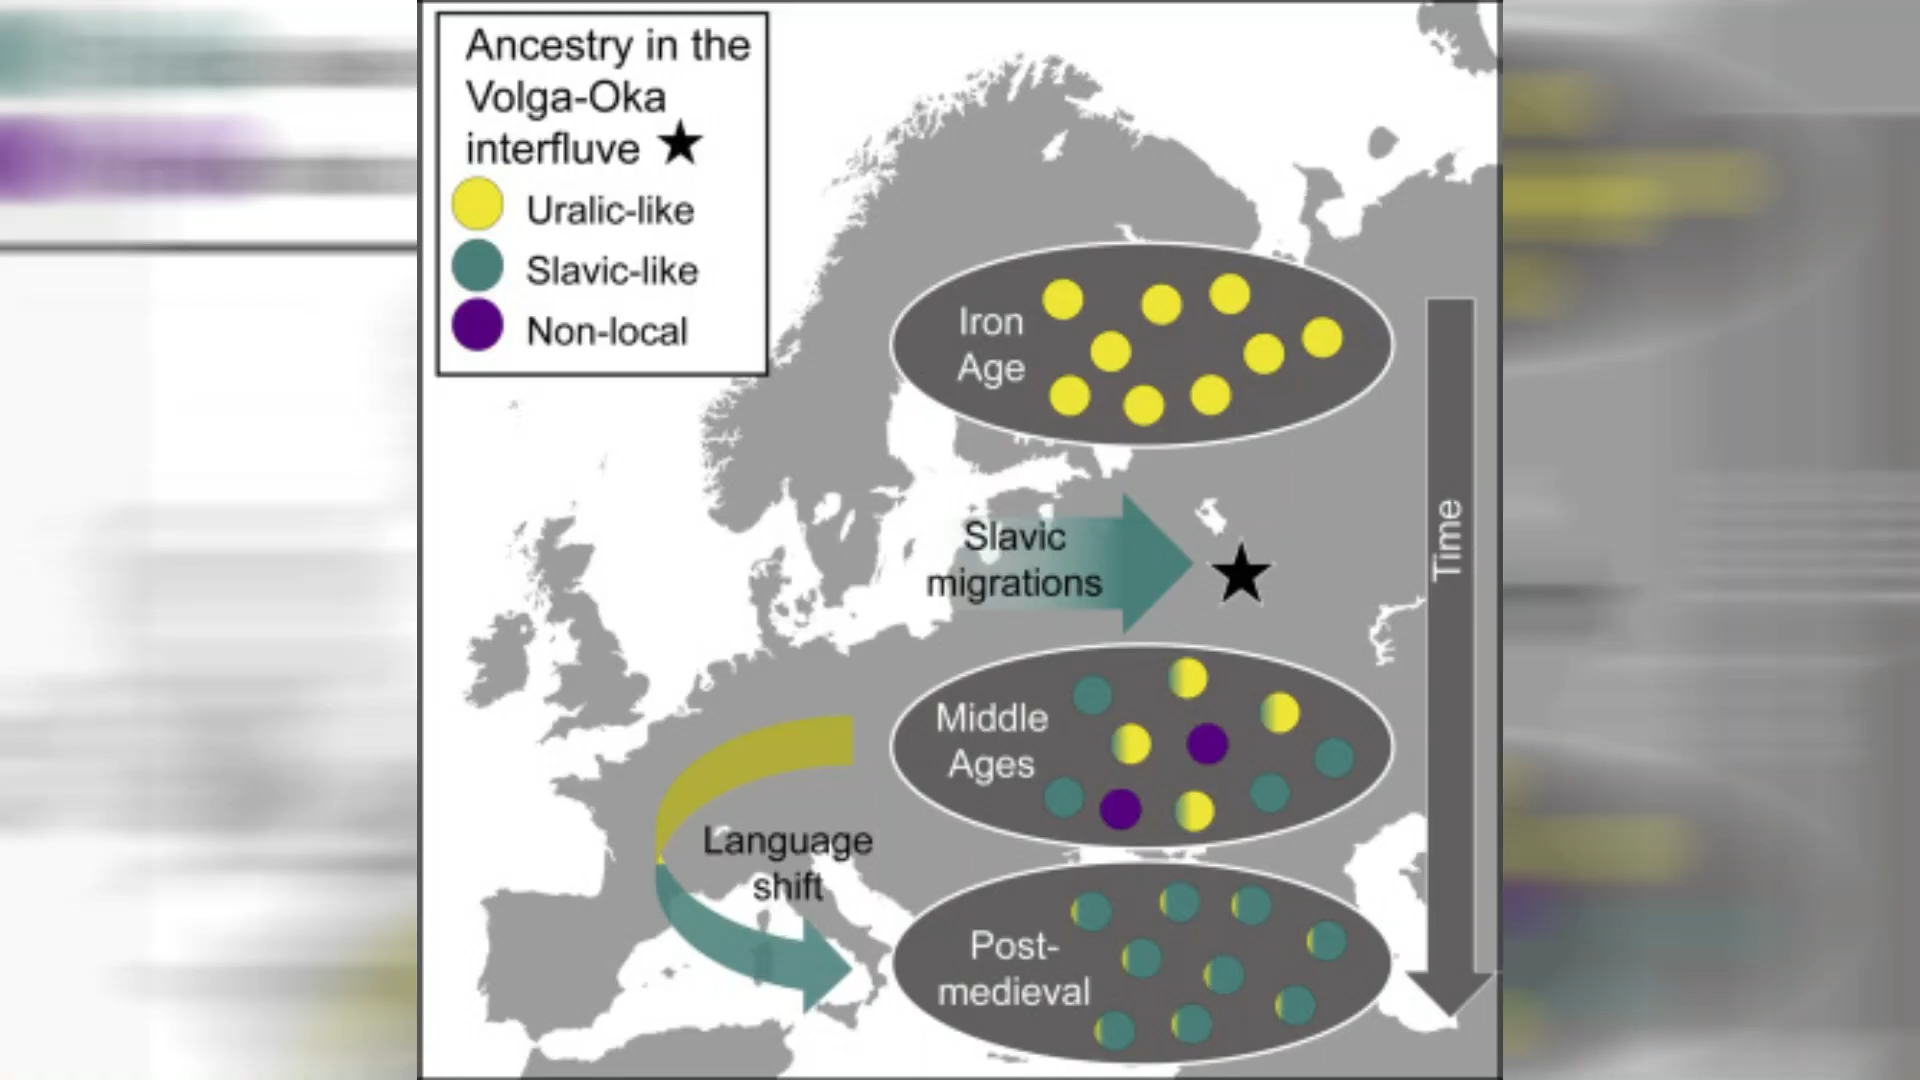 Ancestry in the
Volga-Oka
interfluve
Uralic-like
Slavic-like
Non-local
Iron
Age
Slavic
migrations
Time
Middle
Ages
Language
shift
Post-
medieval